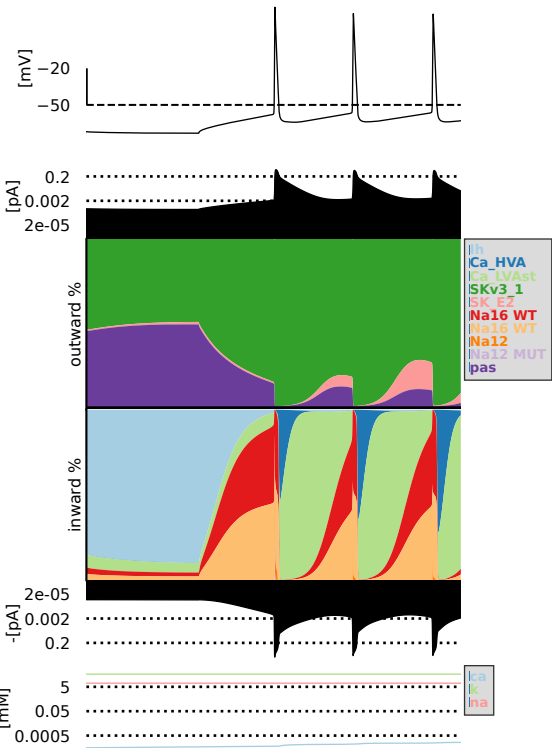 [mV]
−20
−50
[pA]
0.2
0.002
2e-05
outward %
Ih
Ca_HVA
Ca_LVAst
SKv3_1
SK_E2
Na16 WT
Na16 WT
Na12
Na12 MUT
pas
inward %
-[pA]
2e-05
0.002
0.2
[mM]
5
0.05
0.0005
ca
k
na